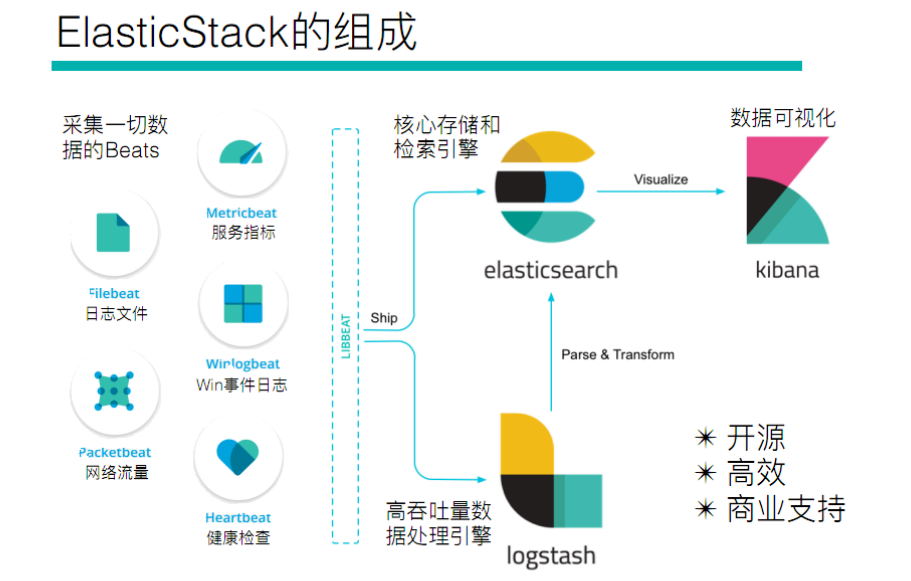 ElasticStack的组成
采集一切数
据的Beats
Metricbeat
服务指标
Filebeat
日志文件
Winlogbeat
Win事件日志
Packetbeat
网络流量
Heartbeat
健康检查
LIBBEAT
Ship
核心存储和
检索引擎
elasticsearch
Visualize
数据可视化
kibana
Parse & Transform
高吞吐量数
据处理引擎
logstash
✴ 开源
✴ 高效
✴ 商业支持